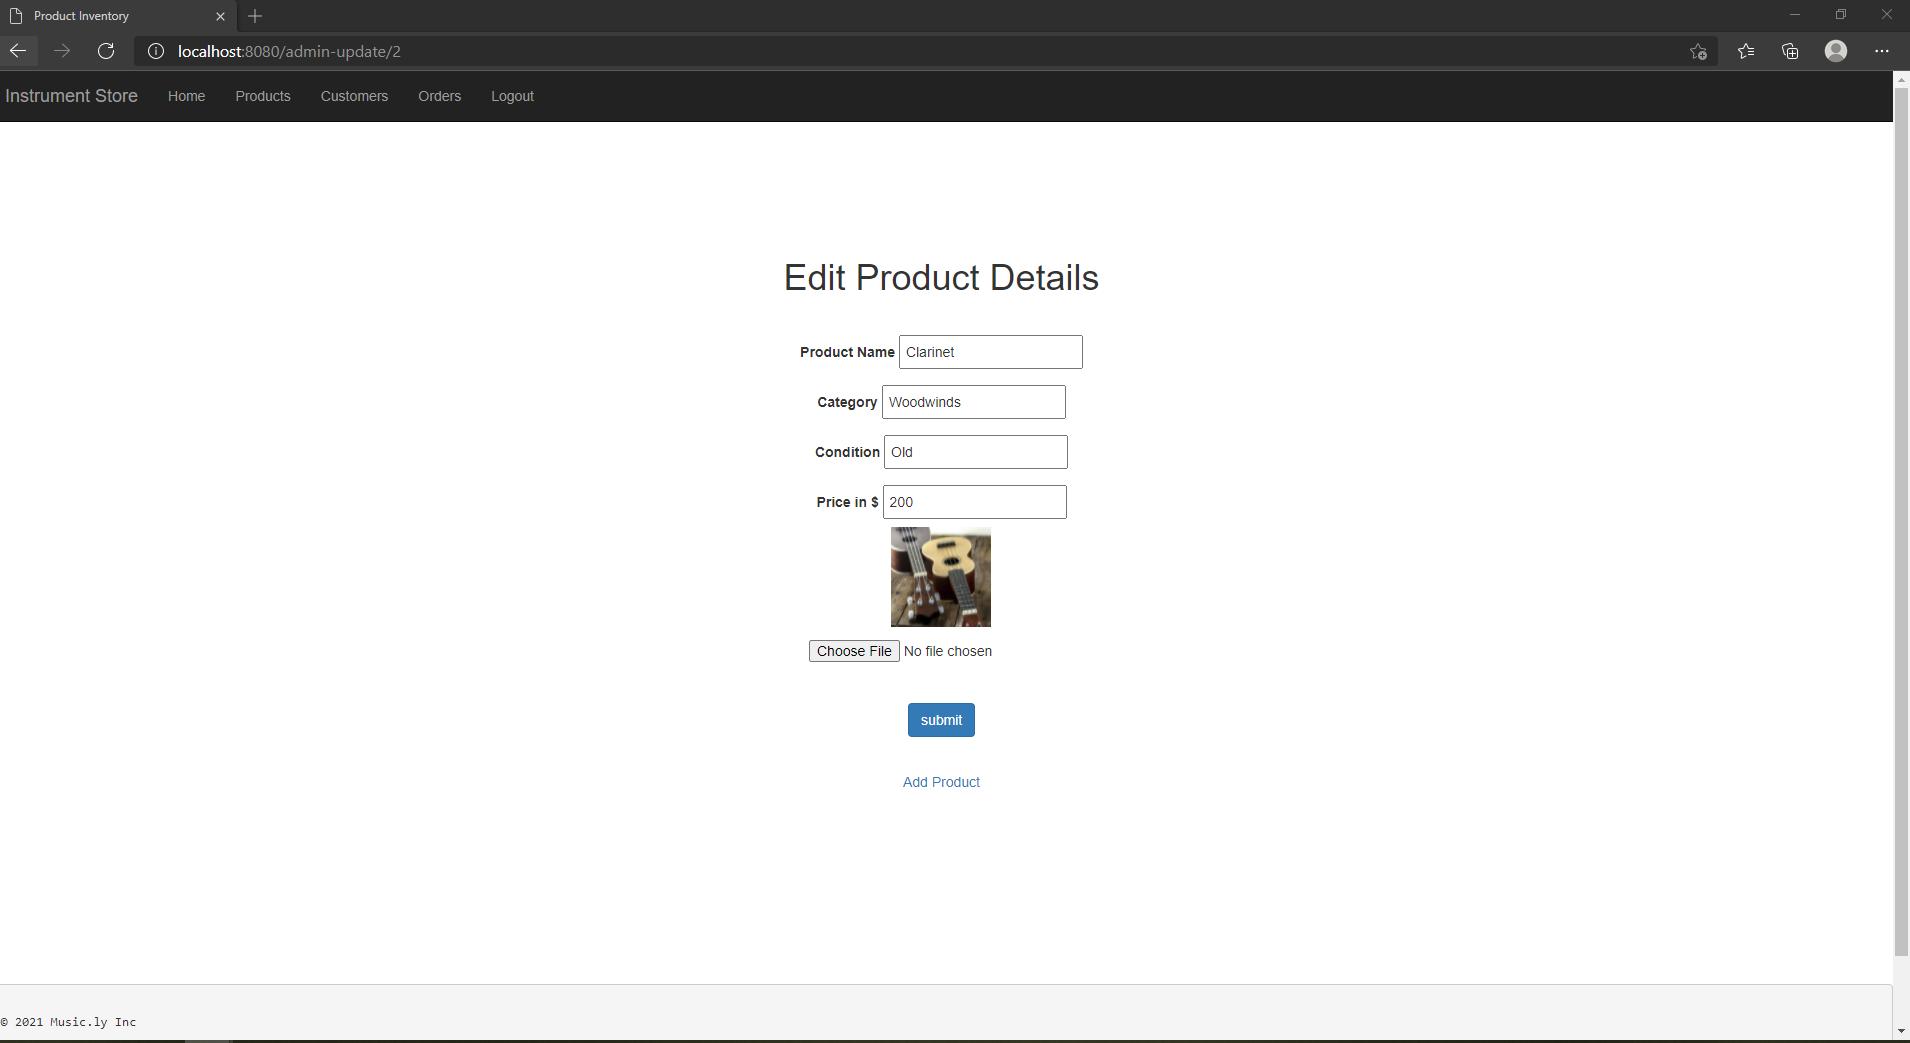 Product Inventory
localhost:8080/admin-update/2
Instrument Store Home Products Customers Orders Logout
Edit Product Details
Product Name Clarinet
Category Woodwinds
Condition Old
Price in $ 200
Choose File No file chosen
submit
Add Product
© 2021 Music.ly Inc